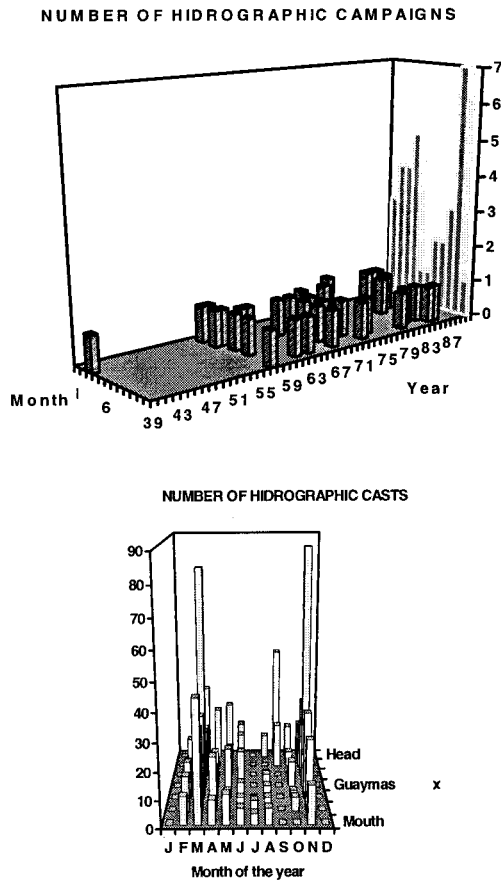 NUMBER OF HIDROGRAPHIC CAMPAIGNS
7
6
5
4
3
2
1
0
Month
1
6
39 43 47 51 55 59 63 67 71 75 79 83 87
Year
NUMBER OF HIDROGRAPHIC CASTS
90
80
70
60
50
40
30
20
10
0
Head
Guaymas x
Mouth
J F M A M J J A S O N D
Month of the year